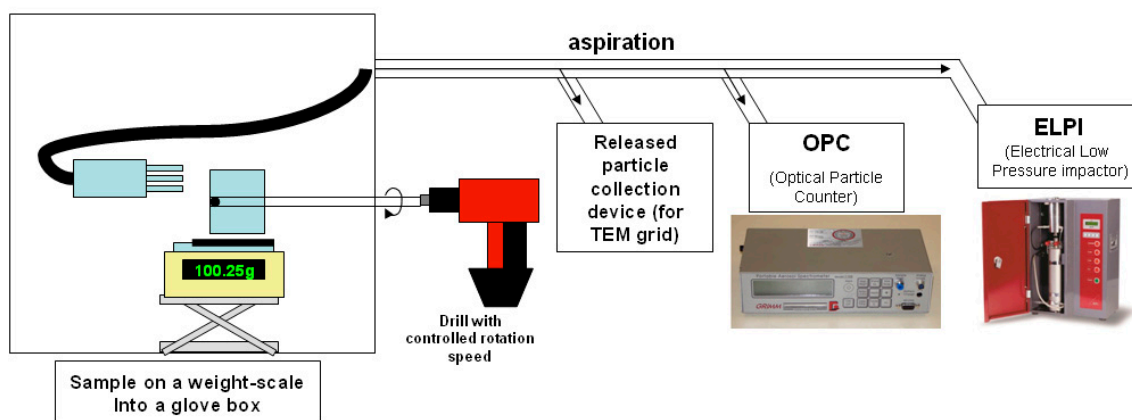 aspiration
100.25g
Drill with
controlled rotation
speed
Sample on a weight-scale
Into a glove box
Released
particle
collection
device (for
TEM grid)
OPC
(Optical Particle
Counter)
GRIMM
ELPI
(Electrical Low
Pressure impactor)